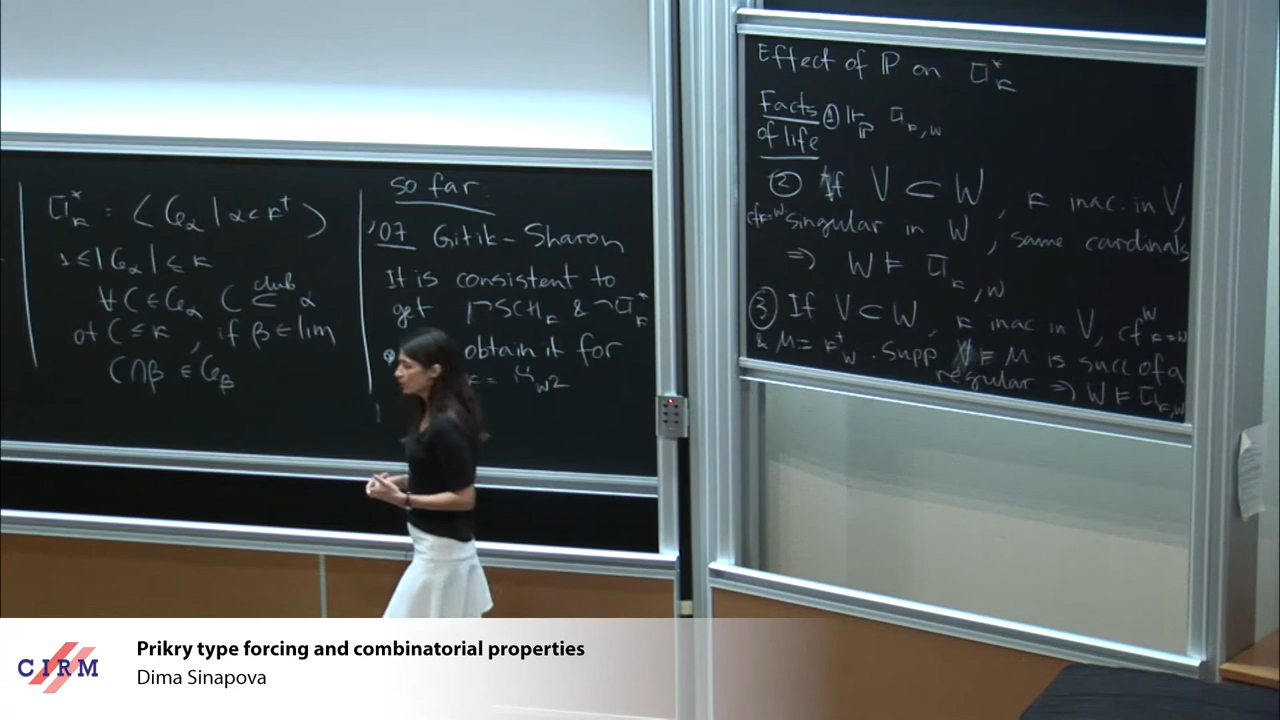 □*κ = ⟨𝒞α | α < κ⁺⟩
1 ≤ |𝒞α| ≤ κ
∀C ∈ 𝒞α C ⊂ club α
ot C ≤ κ, if β ∈ lim
C ∩ β ∈ 𝒞β
so far.
'07 Gitik-Sharon
It is consistent to
get ¬SCHκ & ¬□*κ
obtain it for
κ = ℵω2
Effect of ℙ on □*κ
Facts ① ⊩ℙ □κ,ω
of life
② If V ⊂ W, κ inac. in V,
cf κ = ω singular in W, same cardinals
⇒ W ⊨ □κ,ω
③ If V ⊂ W, κ inac in V, cf^W κ = ω
& μ = κ⁺W. Supp V ⊨ μ is succ of a
regular ⇒ W ⊨ □κ,ω
CIRM
Prikry type forcing and combinatorial properties
Dima Sinapova